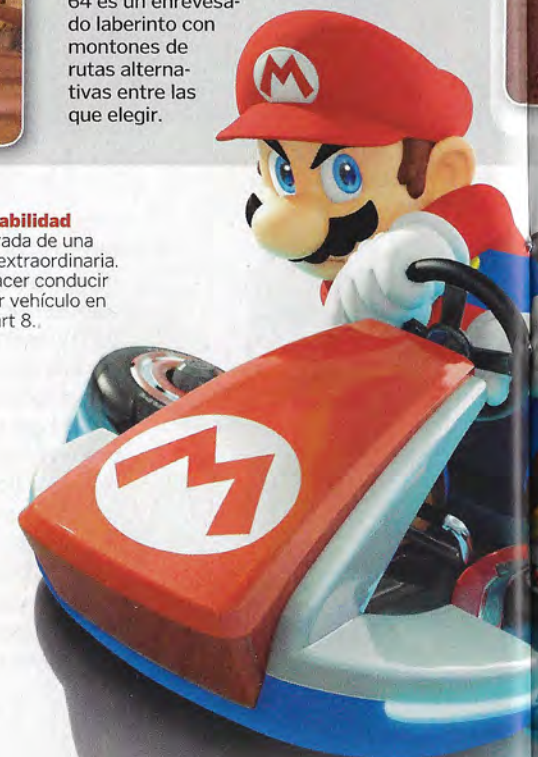 64 es un enrevesa-
do laberinto con
montones de
rutas alterna-
tivas entre las
que elegir.
abilidad
ada de una
extraordinaria.
acer conducir
r vehículo en
rt 8.
M
M